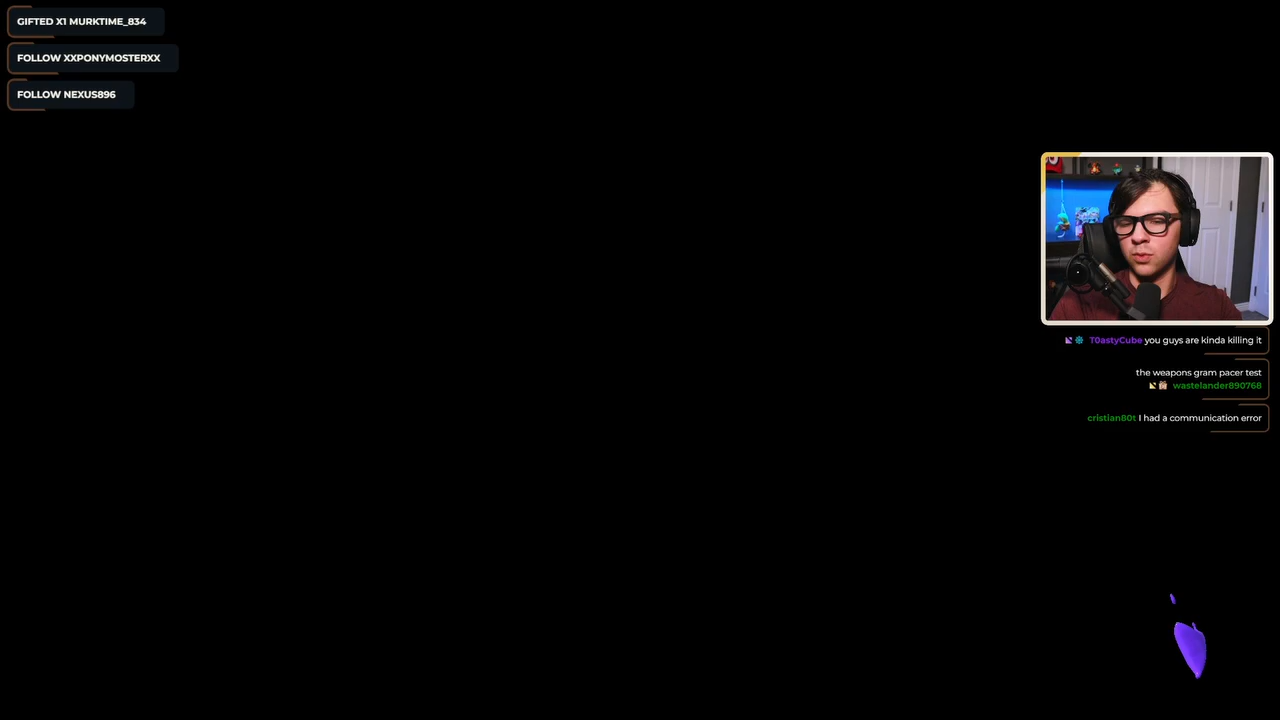 GIFTED X1 MURKTIME_834
FOLLOW XXPONYMOSTERXX
FOLLOW NEXUS896
T0astyCube you guys are kinda killing it
the weapons gram pacer test
wastelander890768
cristian80t I had a communication error